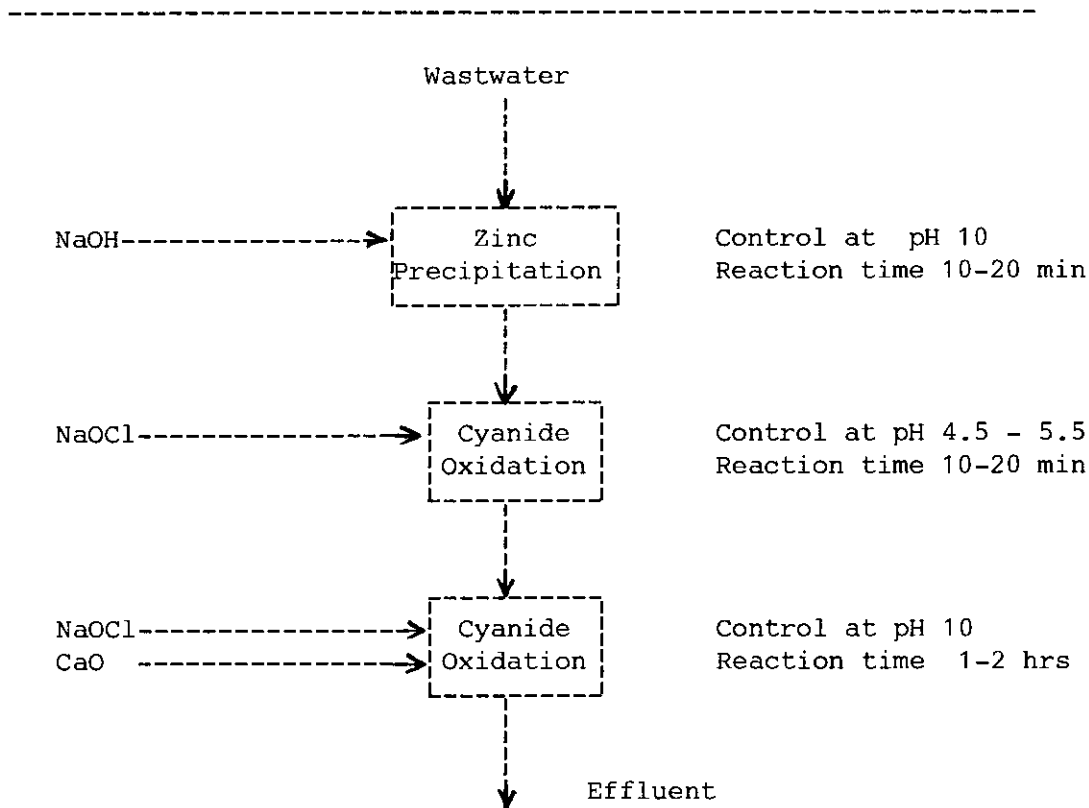 Wastwater
NaOH
Zinc
Precipitation
Control at pH 10
Reaction time 10-20 min
NaOCl
Cyanide
Oxidation
Control at pH 4.5 - 5.5
Reaction time 10-20 min
NaOCl
CaO
Cyanide
Oxidation
Control at pH 10
Reaction time 1-2 hrs
Effluent